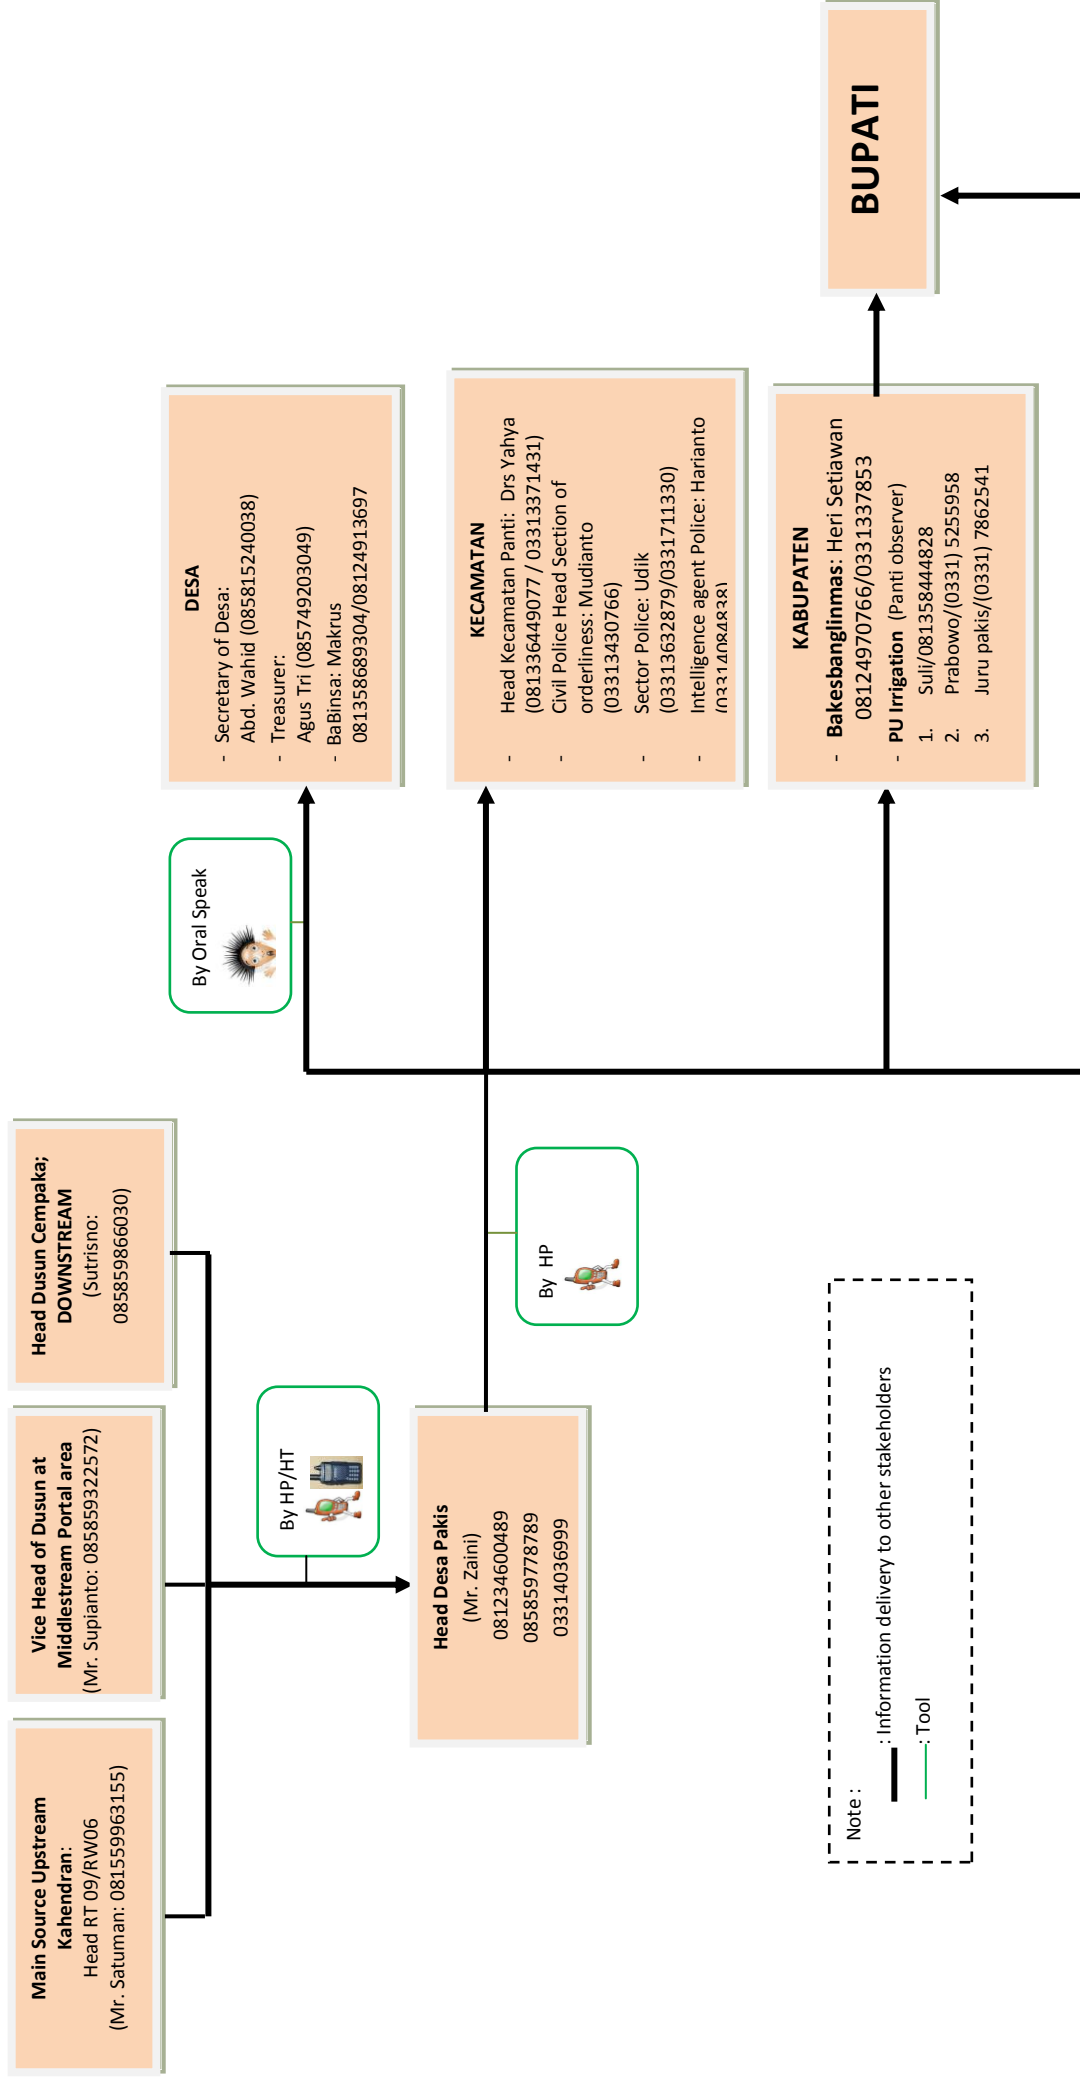 Main Source Upstream
Kahendran:
Head RT 09/RW06
(Mr. Satuman: 081559963155)
Vice Head of Dusun at
Middlestream Portal area
(Mr. Supianto: 085859322572)
Head Dusun Cempaka;
DOWNSTREAM
(Sutrisno:
085859866030)
By HP/HT
Head Desa Pakis
(Mr. Zaini)
081234600489
085859778789
03314036999
By HP
By Oral Speak
DESA
- Secretary of Desa:
Abd. Wahid (085815240038)
- Treasurer:
Agus Tri (085749203049)
- BaBinsa: Makrus
081358689304/08124913697
KECAMATAN
- Head Kecamatan Panti: Drs Yahya
(081336449077 / 03313371431)
- Civil Police Head Section of
orderliness: Mudianto
(03313430766)
- Sector Police: Udik
(03313632879/0331711330)
- Intelligence agent Police: Harianto
(03314084838)
KABUPATEN
- Bakesbanglinmas: Heri Setiawan
08124970766/0331337853
- PU Irrigation (Panti observer)
1. Suli/081358444828
2. Prabowo/(0331) 5255958
3. Juru pakis/(0331) 7862541
BUPATI
Note :
: Information delivery to other stakeholders
: Tool